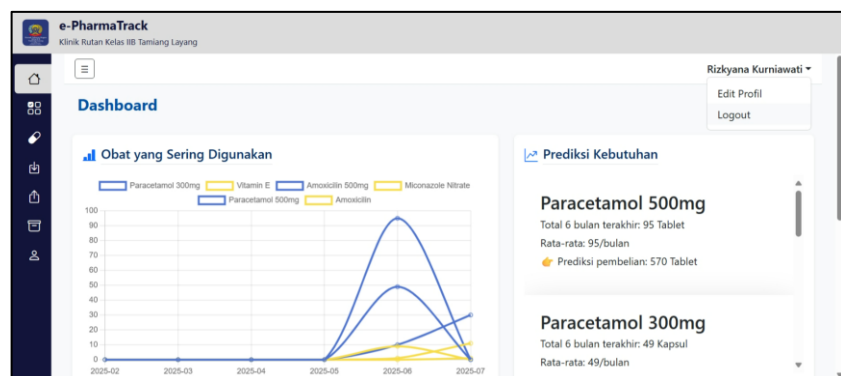 e-PharmaTrack
Klinik Rutan Kelas IIB Tamiang Layang
Rizkyana Kurniawati
Edit Profil
Logout
Dashboard
Obat yang Sering Digunakan
Paracetamol 300mg Vitamin E Amoxicilin 500mg Miconazole Nitrate
Paracetamol 500mg Amoxicilin
100
90
80
70
60
50
40
30
20
10
0
2025-02 2025-03 2025-04 2025-05 2025-06 2025-07
Prediksi Kebutuhan
Paracetamol 500mg
Total 6 bulan terakhir: 95 Tablet
Rata-rata: 95/bulan
👉 Prediksi pembelian: 570 Tablet
Paracetamol 300mg
Total 6 bulan terakhir: 49 Kapsul
Rata-rata: 49/bulan